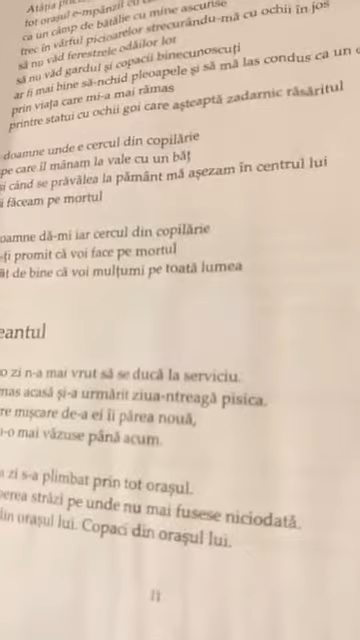 Atâția
tot orașul e-mpânzit cu
ca un câmp de bătălie cu mine ascunse
trec în vârful picioarelor strecurându-mă cu ochii în jos
să nu văd ferestrele odăilor lor
să nu văd gardul și copacii binecunoscuți
ar fi mai bine să-nchid pleoapele și să mă las condus ca un
prin viața care mi-a mai rămas
printre statui cu ochii goi care așteaptă zadarnic răsăritul
doamne unde e cercul din copilărie
pe care îl mânam la vale cu un băț
și când se prăvălea la pământ mă așezam în centrul lui
și făceam pe mortul
oamne dă-mi iar cercul din copilărie
-ți promit că voi face pe mortul
ât de bine că voi mulțumi pe toată lumea
eantul
o zi n-a mai vrut să se ducă la serviciu.
mas acasă și-a urmărit ziua-ntreagă pisica.
re mișcare de-a ei îi părea nouă,
-o mai văzuse până acum.
a zi s-a plimbat prin tot orașul.
erea străzi pe unde nu mai fusese niciodată.
din orașul lui. Copaci din orașul lui.
11